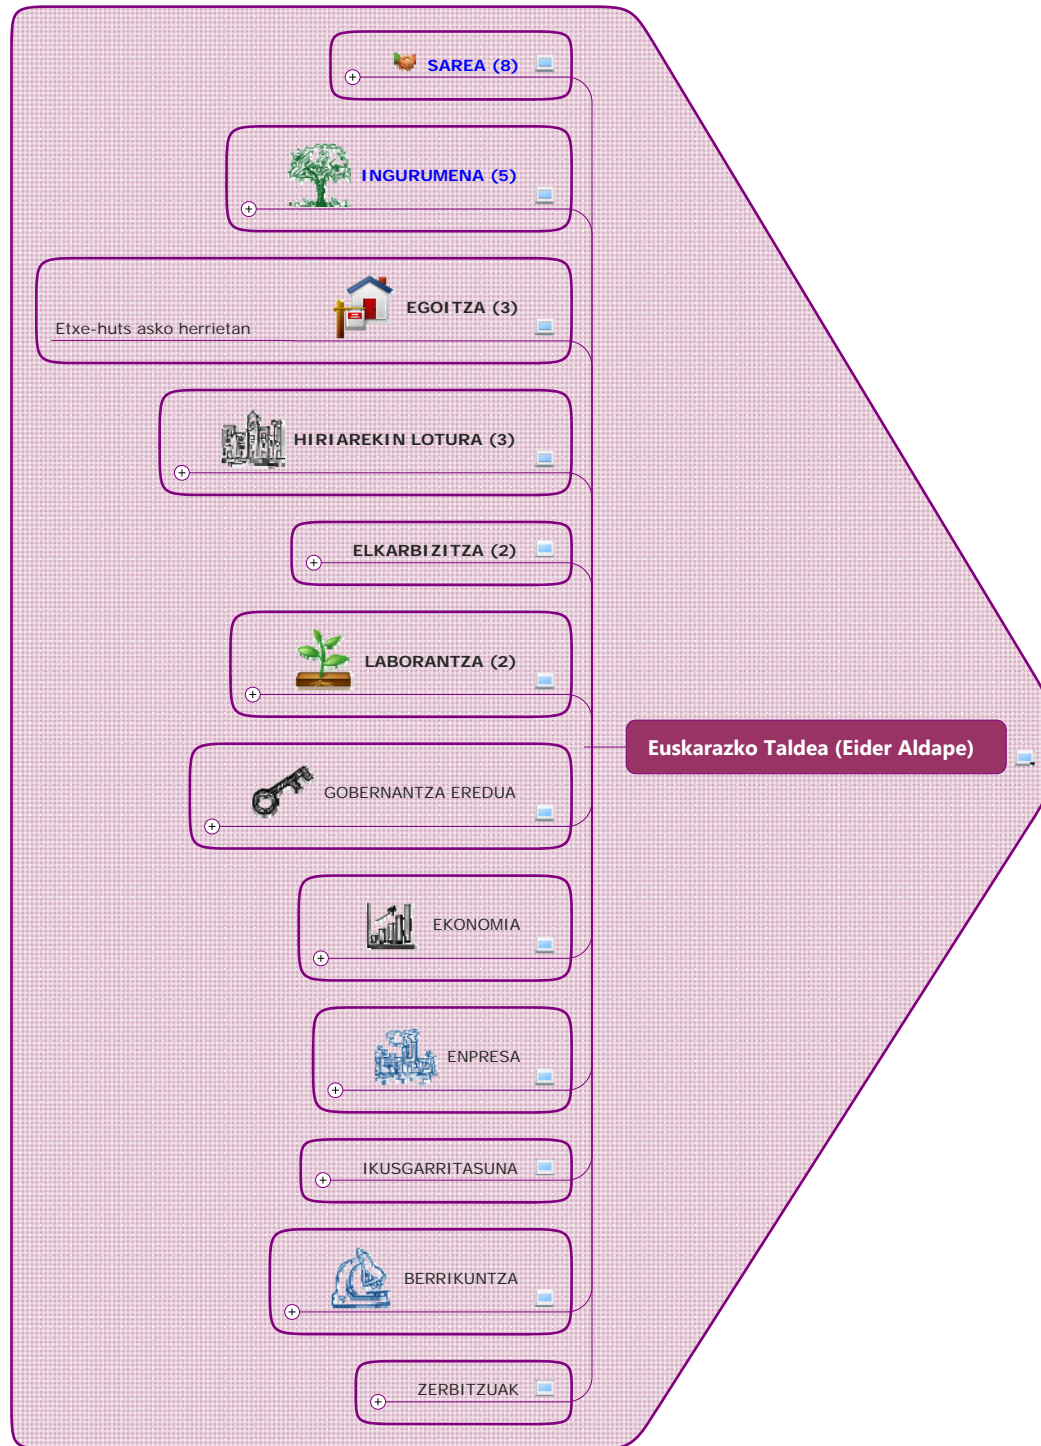 SAREA (8)
INGURUMENA (5)
EGOITZA (3)
Etxe-huts asko herrietan
HIRIAREKIN LOTURA (3)
ELKARBIZITZA (2)
LABORANTZA (2)
Euskarazko Taldea (Eider Aldape)
GOBERNANTZA EREDUA
EKONOMIA
ENPRESA
IKUSGARRITASUNA
BERRIKUNTZA
ZERBITZUAK